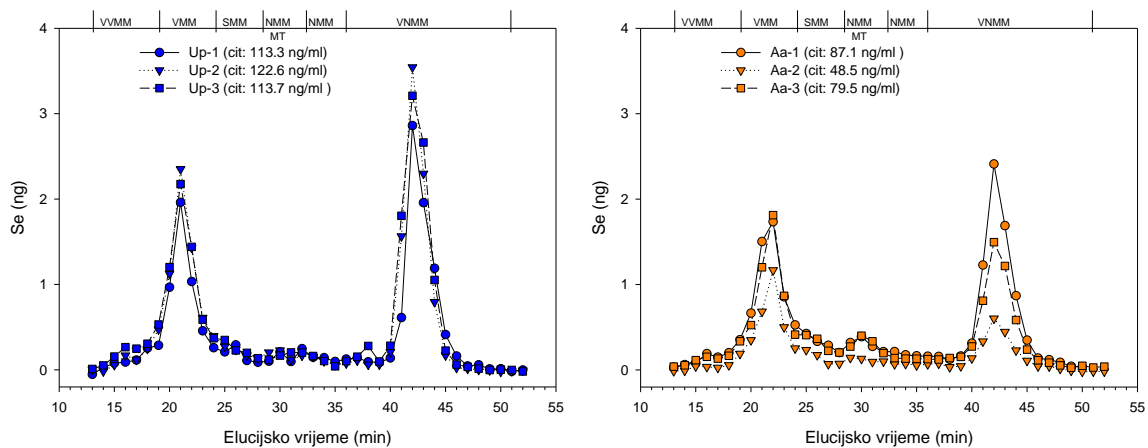 VVMM VMM SMM NMM NMM VNMM
MT
Up-1 (cit: 113.3 ng/ml)
Up-2 (cit: 122.6 ng/ml)
Up-3 (cit: 113.7 ng/ml )
Se (ng)
4
3
2
1
0
10 15 20 25 30 35 40 45 50 55
Elucijsko vrijeme (min)
VVMM VMM SMM NMM NMM VNMM
MT
Aa-1 (cit: 87.1 ng/ml )
Aa-2 (cit: 48.5 ng/ml)
Aa-3 (cit: 79.5 ng/ml)
Se (ng)
4
3
2
1
0
10 15 20 25 30 35 40 45 50 55
Elucijsko vrijeme (min)